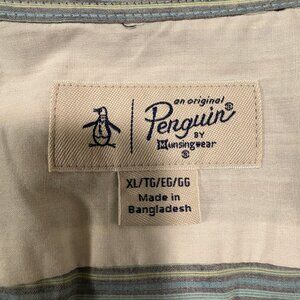 an original
Penguin®
BY
Munsingwear
®
XL/TG/EG/GG
Made in
Bangladesh